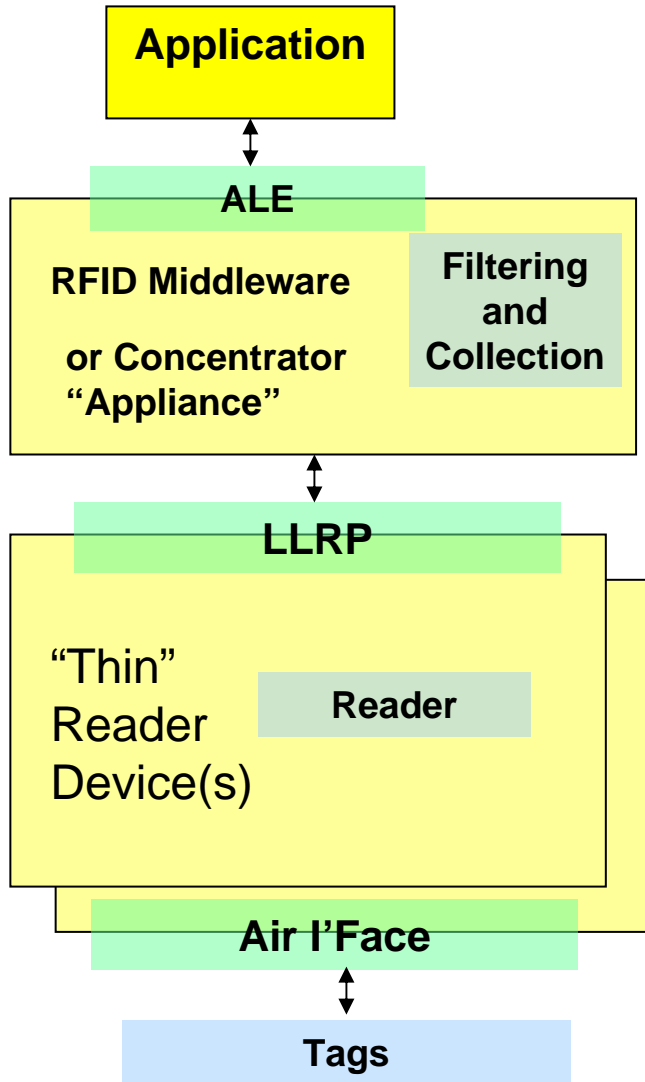 Application
ALE
RFID Middleware
or Concentrator
“Appliance”
Filtering
and
Collection
LLRP
“Thin”
Reader
Device(s)
Reader
Air I’Face
Tags